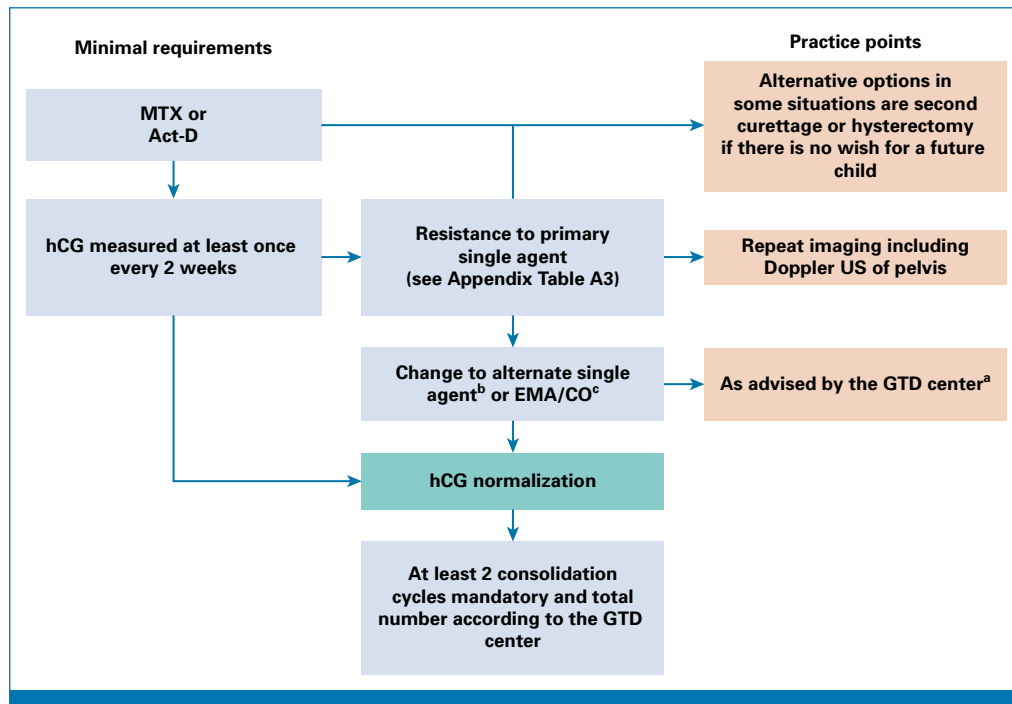 Minimal requirements
Practice points
MTX or
Act-D
Alternative options in
some situations are second
curettage or hysterectomy
if there is no wish for a future
child
hCG measured at least once
every 2 weeks
Resistance to primary
single agent
(see Appendix Table A3)
Repeat imaging including
Doppler US of pelvis
Change to alternate single
agentᵇ or EMA/COᶜ
As advised by the GTD centerᵃ
hCG normalization
At least 2 consolidation
cycles mandatory and total
number according to the GTD
center